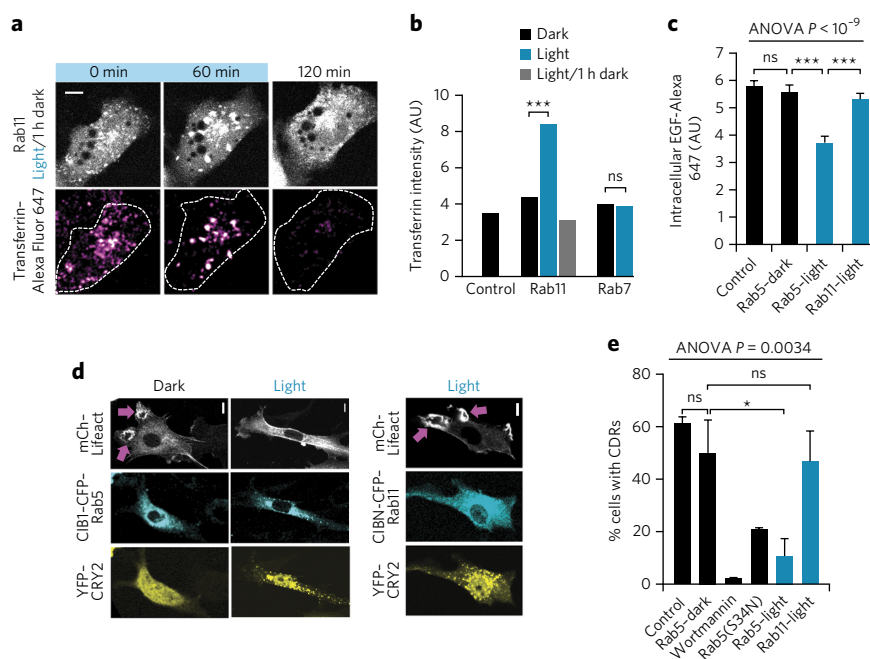 a
0 min
60 min
120 min
Rab11
Light/1 h dark
Transferrin–
Alexa Fluor 647
b
Dark
Light
Light/1 h dark
Transferrin intensity (AU)
10
8
6
4
2
0
***
ns
Control
Rab11
Rab7
c
ANOVA P < 10⁻⁹
ns
***
***
Intracellular EGF-Alexa
647 (AU)
7
6
5
4
3
2
1
0
Control
Rab5–dark
Rab5–light
Rab11–light
d
Dark
Light
Light
mCh-
Lifeact
CIB1–CFP–
Rab5
YFP–
CRY2
mCh-
Lifeact
CIBN–CFP–
Rab11
YFP–
CRY2
e
ANOVA P = 0.0034
ns
ns
*
% cells with CDRs
80
60
40
20
0
Control
Rab5–dark
Wortmannin
Rab5(S34N)
Rab5–light
Rab11–light